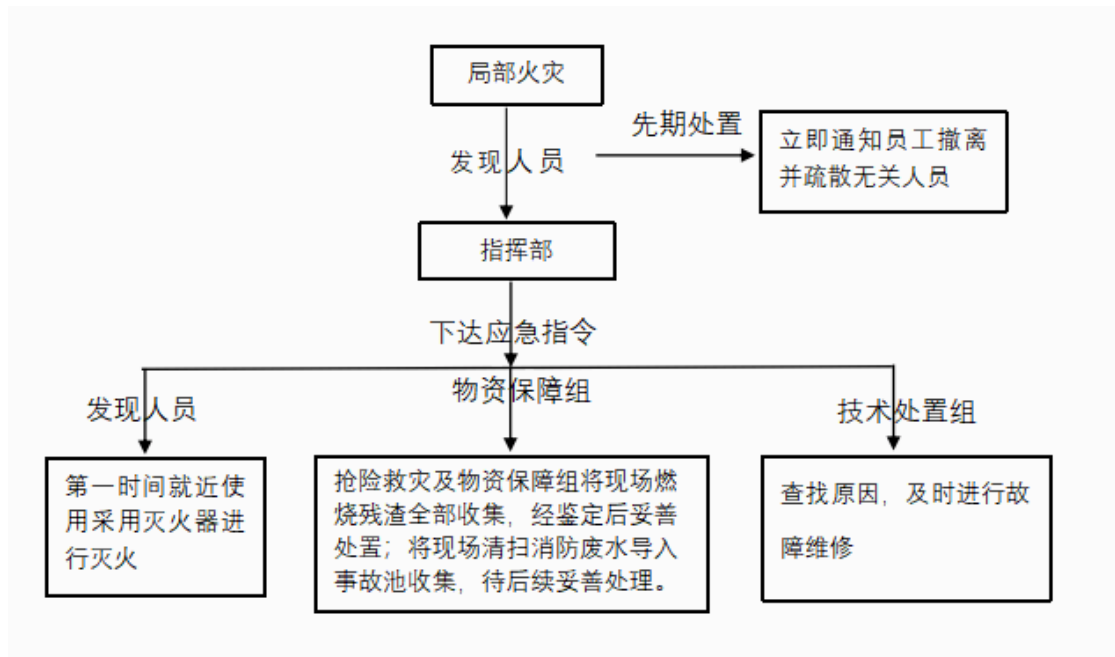 局部火灾
先期处置
立即通知员工撤离
并疏散无关人员
发现人员
指挥部
下达应急指令
发现人员
物资保障组
技术处置组
第一时间就近使
用采用灭火器进
行灭火
抢险救灾及物资保障组将现场燃
烧残渣全部收集，经鉴定后妥善
处置；将现场清扫消防废水导入
事故池收集，待后续妥善处理。
查找原因，及时进行故
障维修